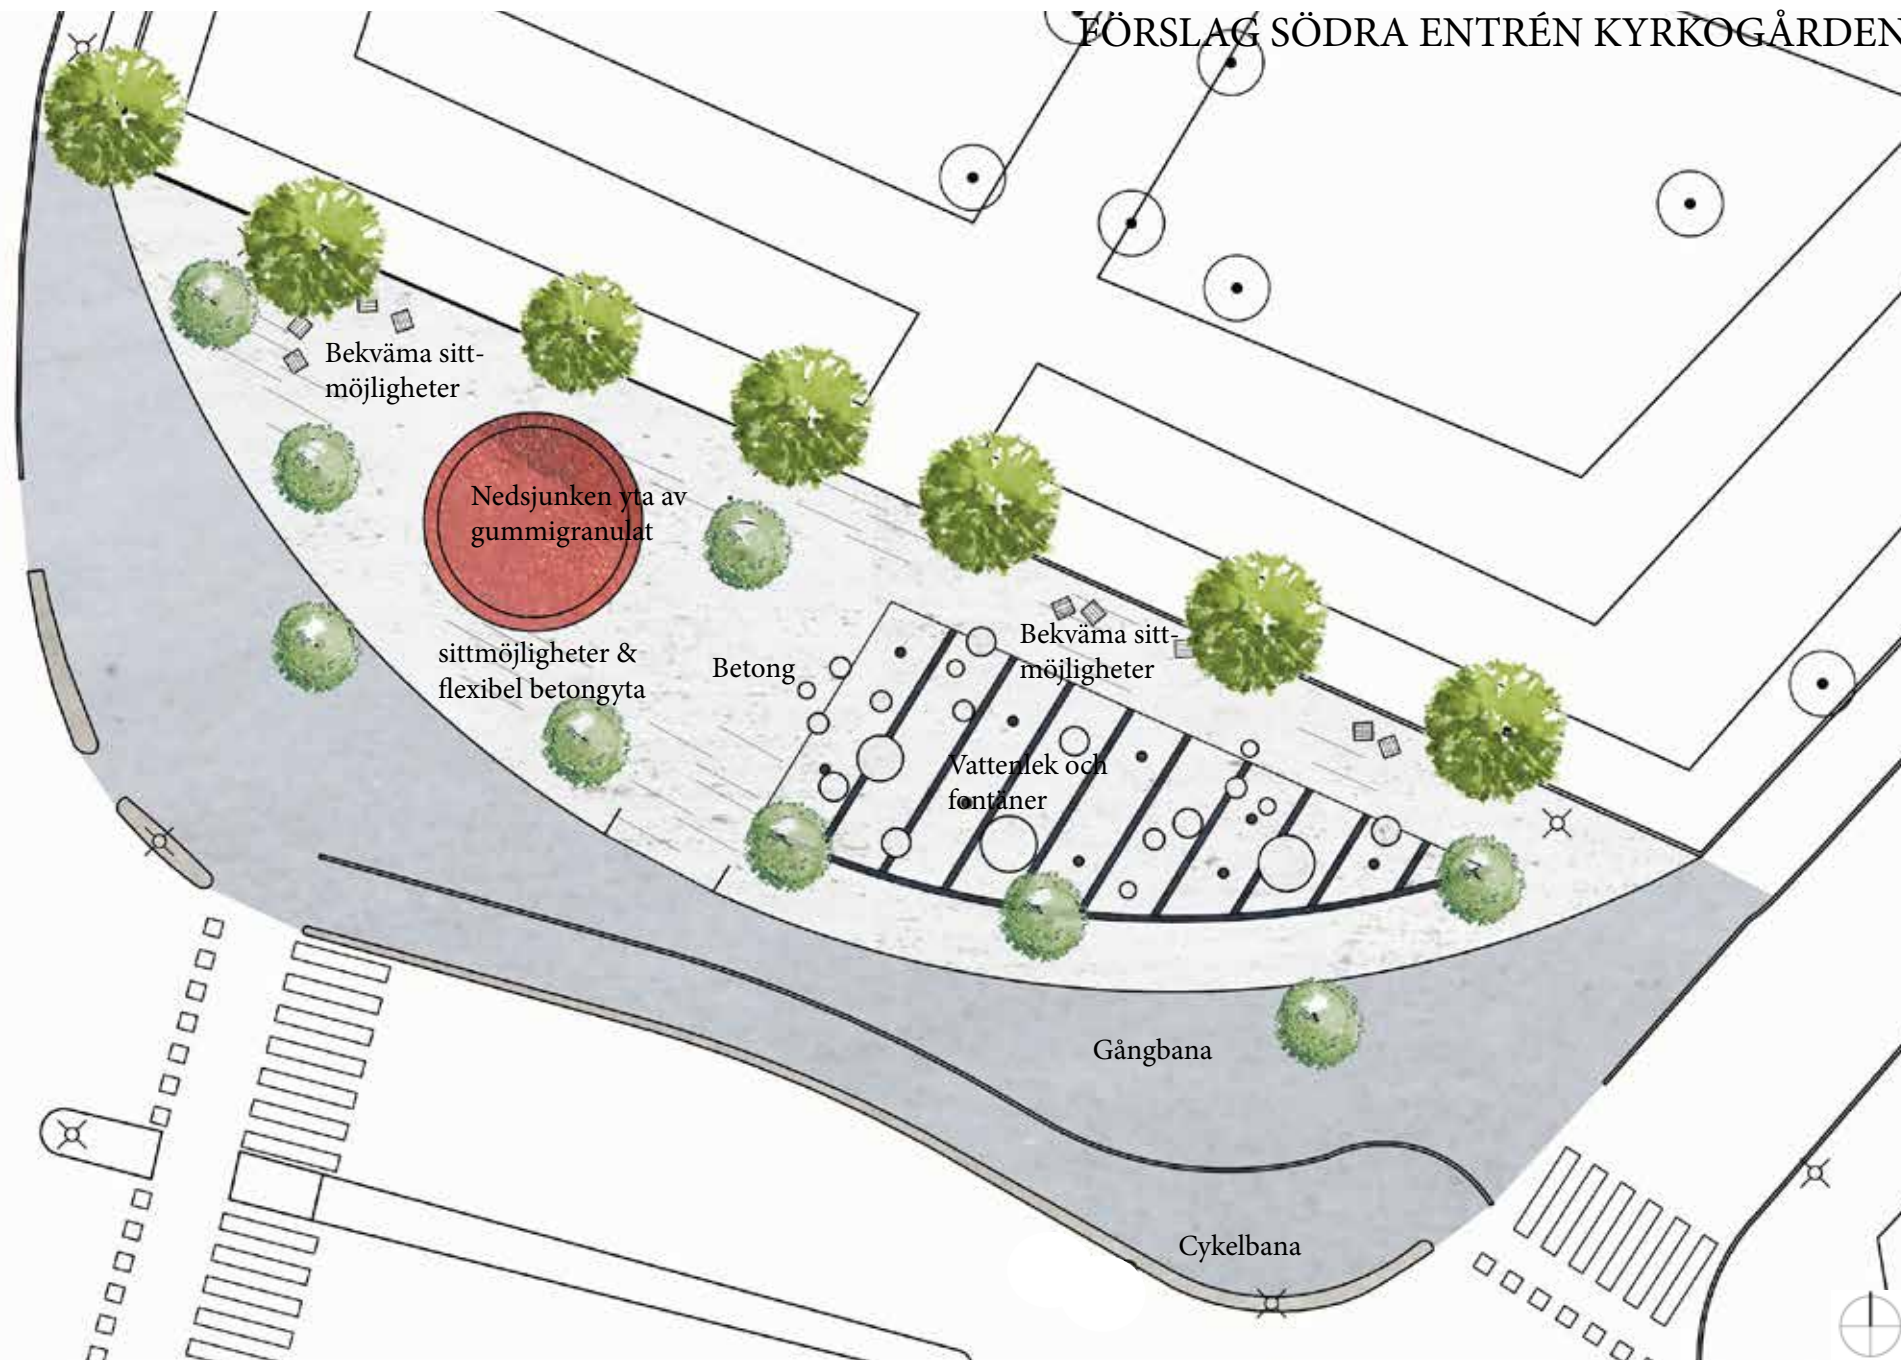 FÖRSLAG SÖDRA ENTRÉN KYRKOGÅRDEN
Bekväma sitt-
möjligheter
Nedsjunken yta av
gummigranulat
sittmöjligheter &
flexibel betongyta
Betong
Bekväma sitt-
möjligheter
Vattenlek och
fontäner
Gångbana
Cykelbana